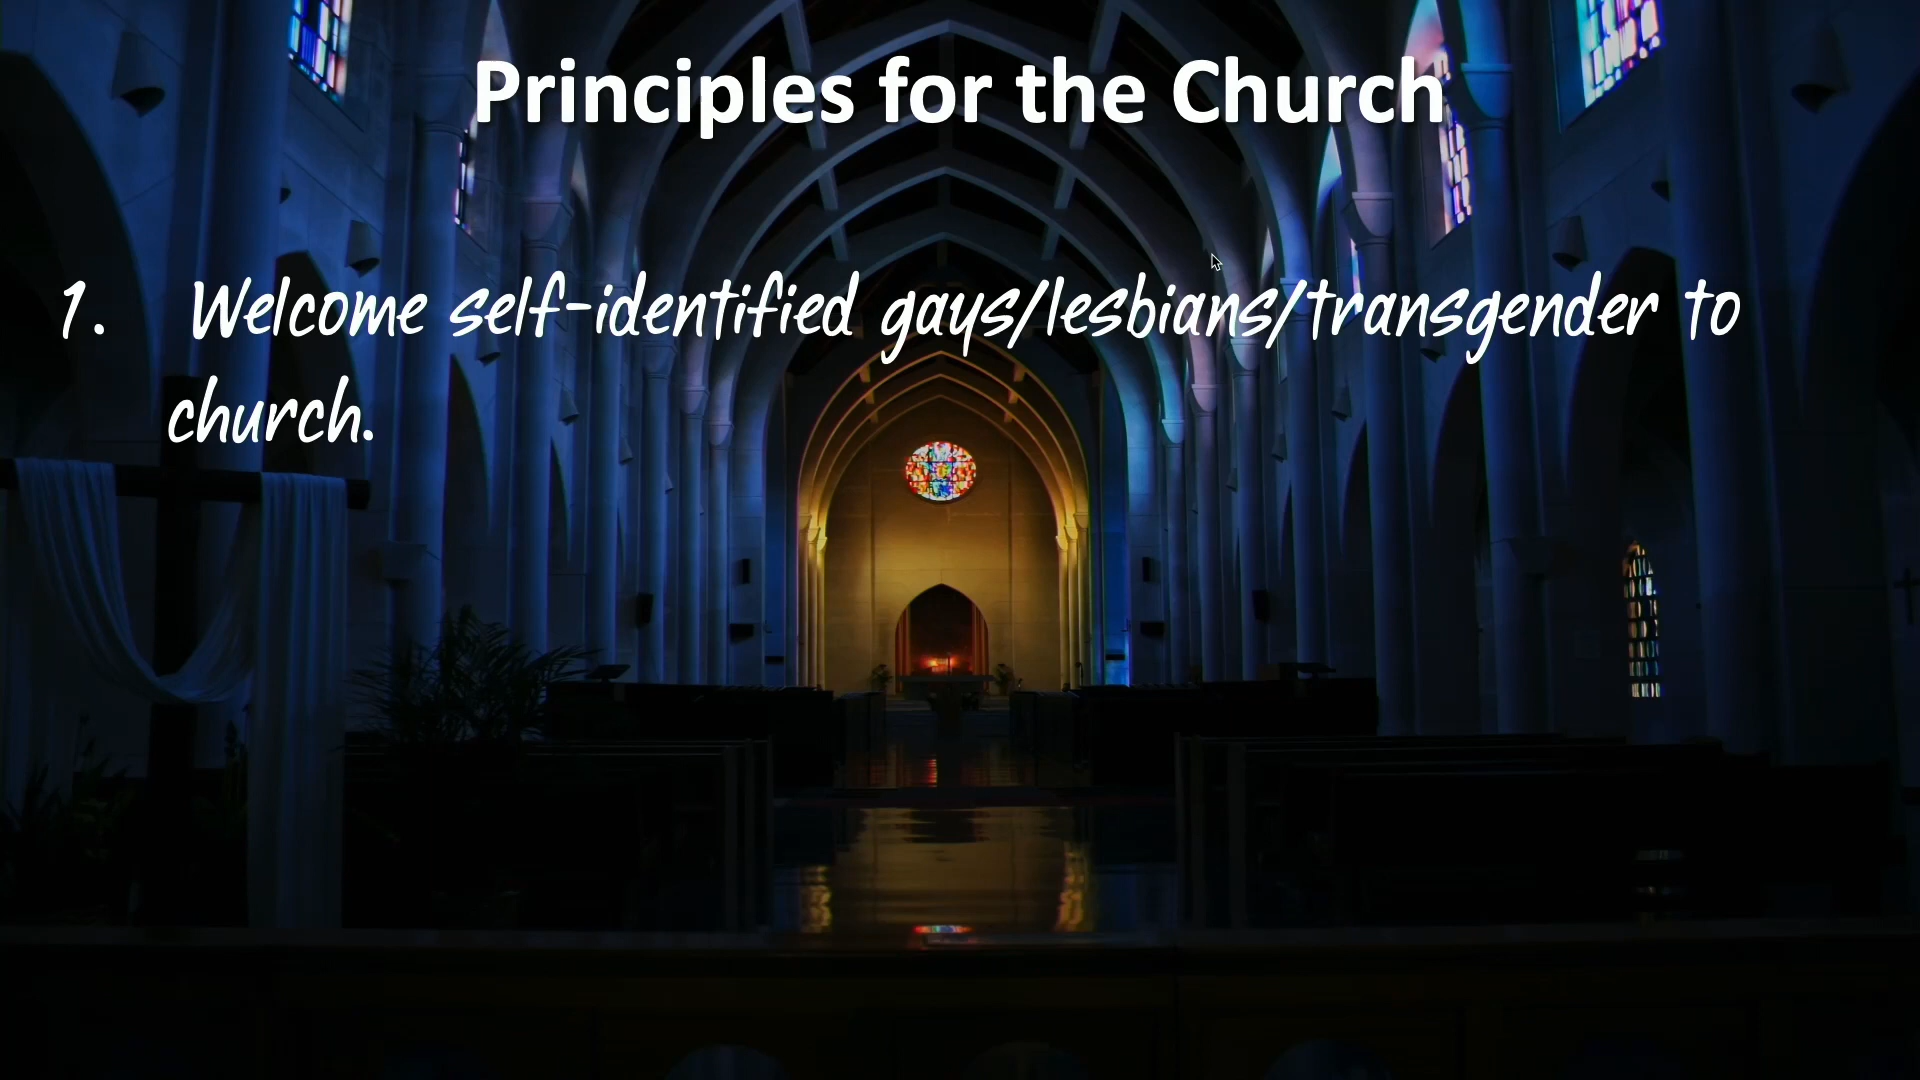 Principles for the Church
1. Welcome self-identified gays/lesbians/transgender to
church.